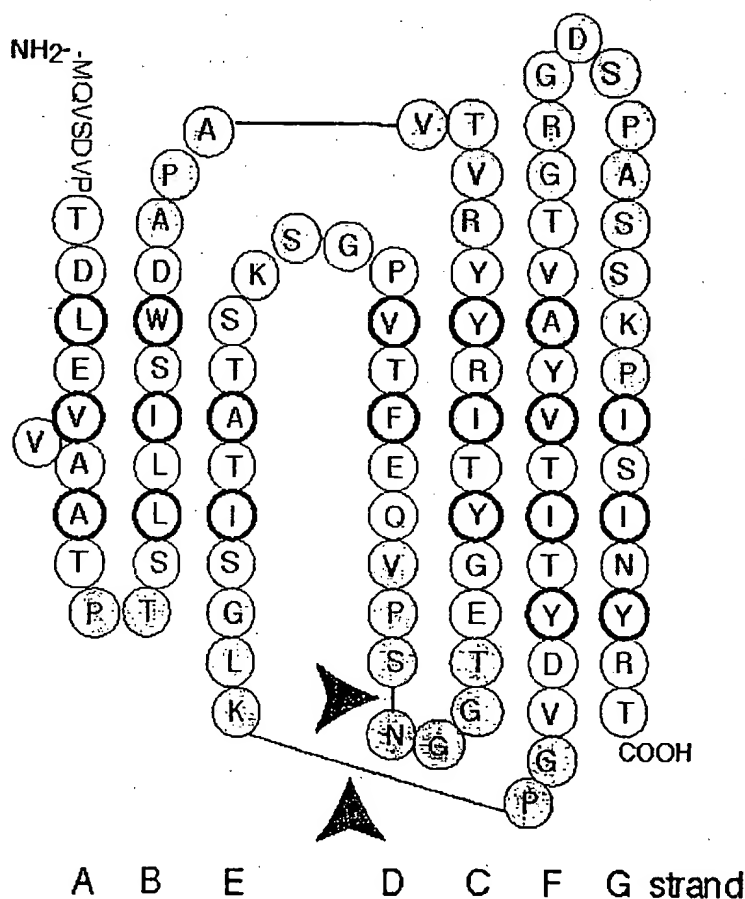 NH2-
MQVSDVP
T D L E V V A A T P T
A P A D W S I L L S
S K S T A T I S G L K
G P V T F E Q V P S N G
V T V R Y Y R I T Y G E T G
D G R G T V A Y V T I T Y D V G P
S P A S S K P I S I N Y R T
COOH
A B E D C F G strand